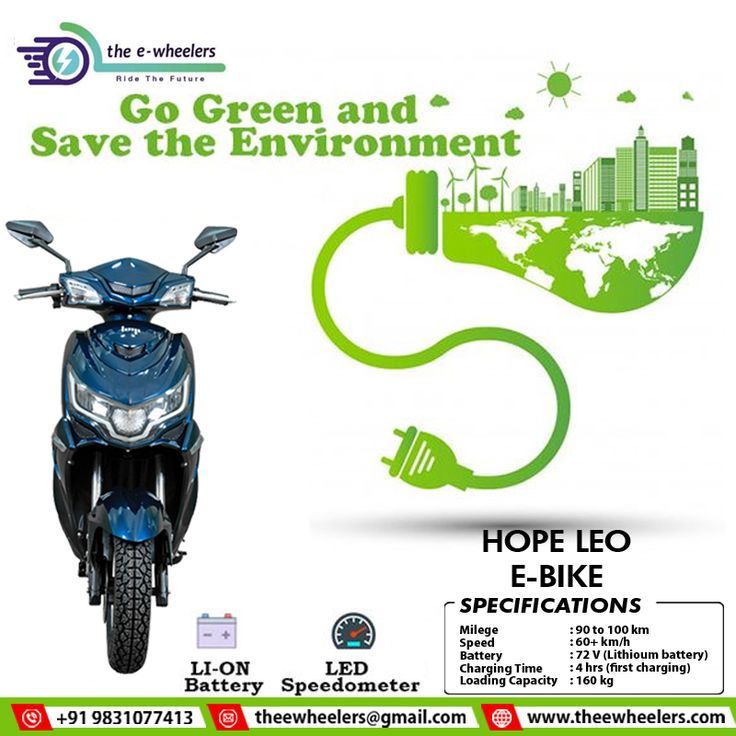 the e-wheelers
Ride The Future
Go Green and
Save the Environment
HOPE LEO
E-BIKE
SPECIFICATIONS
Milege : 90 to 100 km
Speed : 60+ km/h
Battery : 72 V (Lithioum battery)
Charging Time : 4 hrs (first charging)
Loading Capacity : 160 kg
LI-ON
Battery
LED
Speedometer
+91 9831077413
theewheelers@gmail.com
www.theewheelers.com